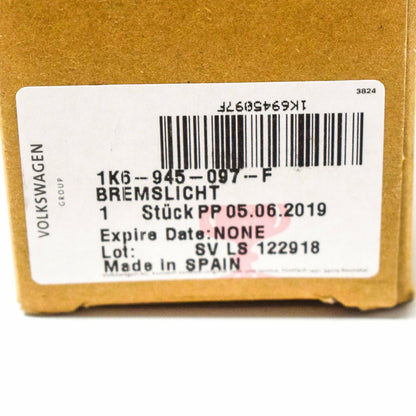 3824
1K6945097F
VOLKSWAGEN
GROUP
1K6-945-097-F
BREMSLICHT
1 Stück PP 05.06.2019
Expire Date: NONE
Lot: SV LS 122918
Made in SPAIN